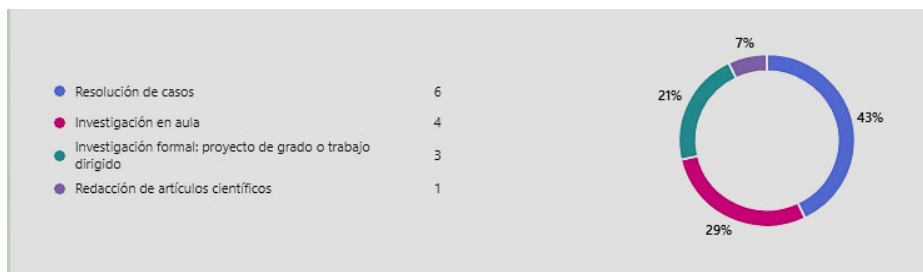 Resolución de casos 6
Investigación en aula 4
Investigación formal: proyecto de grado o trabajo
dirigido 3
Redacción de artículos científicos 1
7%
21%
43%
29%